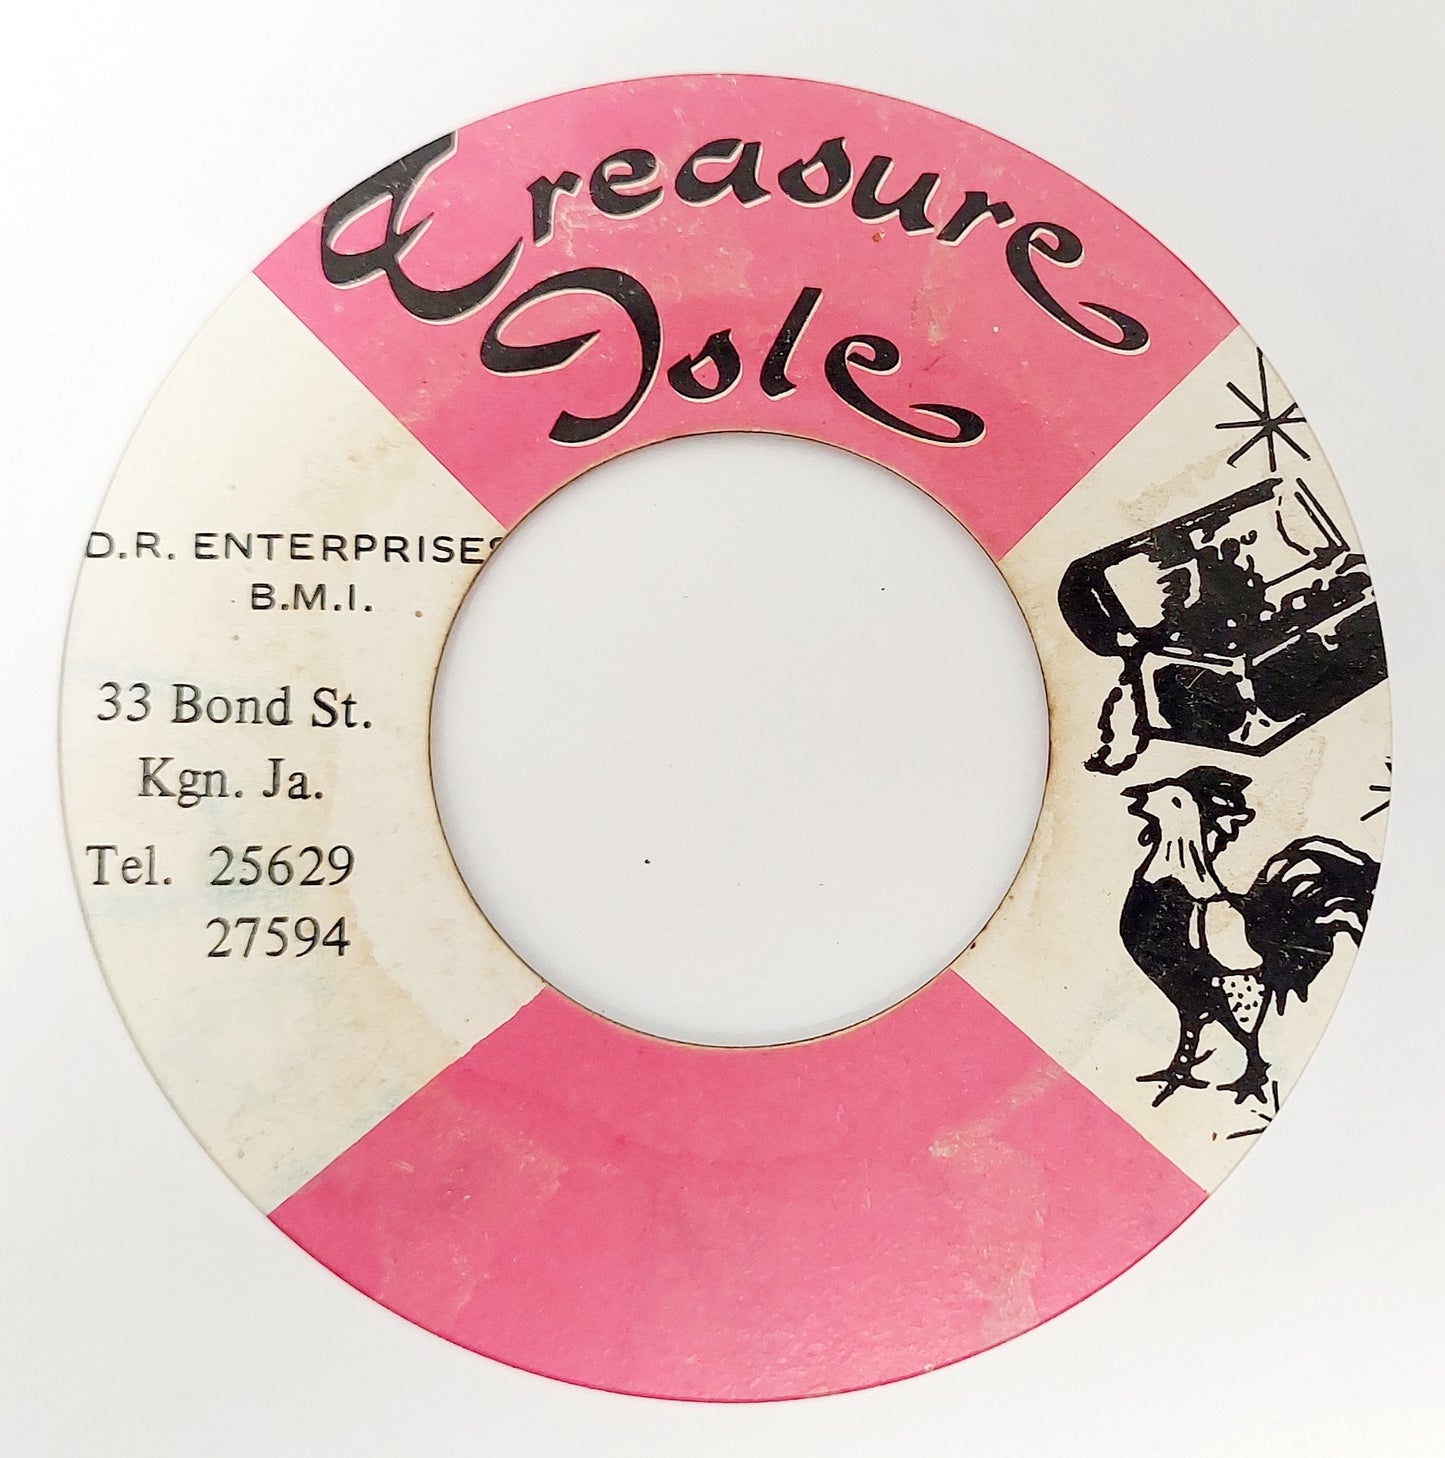 Treasure
Isle
D.R. ENTERPRISES
B.M.I.
33 Bond St.
Kgn. Ja.
Tel. 25629
27594